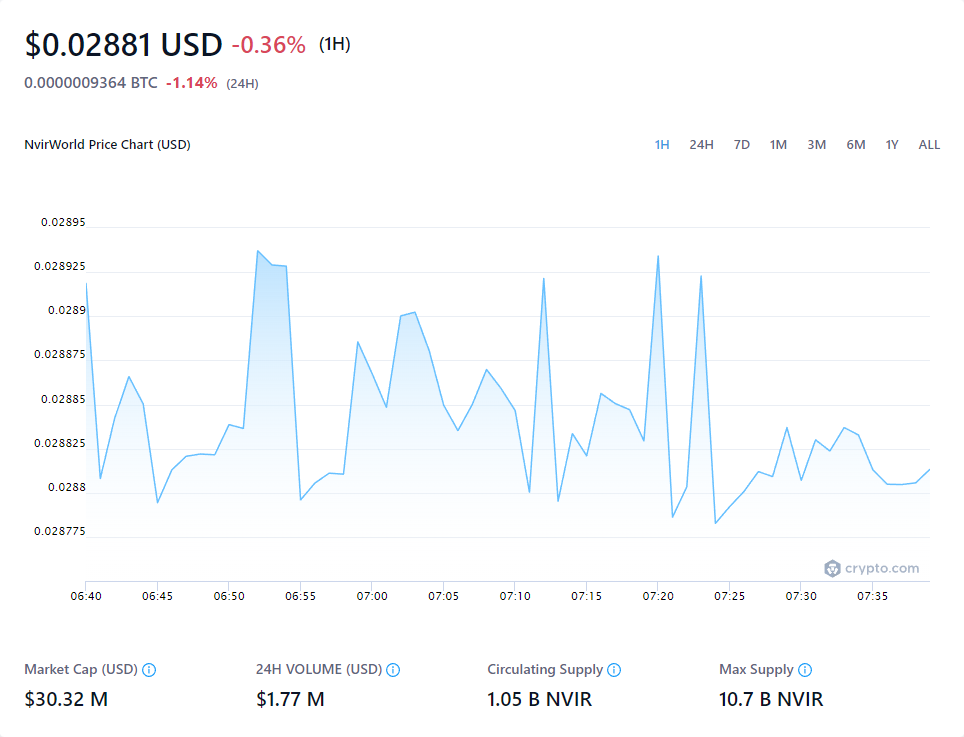 $0.02881 USD -0.36% (1H)
0.0000009364 BTC -1.14% (24H)
NvirWorld Price Chart (USD)
1H 24H 7D 1M 3M 6M 1Y ALL
0.02895
0.028925
0.0289
0.028875
0.02885
0.028825
0.0288
0.028775
crypto.com
06:40 06:45 06:50 06:55 07:00 07:05 07:10 07:15 07:20 07:25 07:30 07:35
Market Cap (USD) 24H VOLUME (USD) Circulating Supply Max Supply
$30.32 M $1.77 M 1.05 B NVIR 10.7 B NVIR